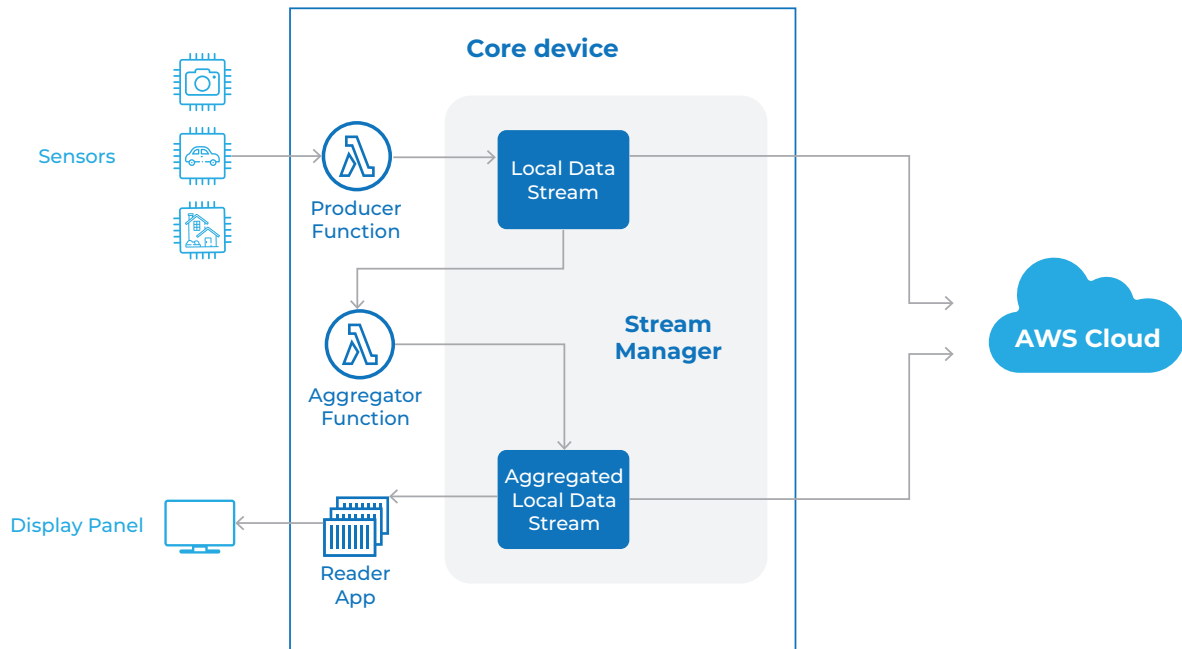 Core device
Sensors
Local Data
Stream
Producer
Function
Stream
Manager
AWS Cloud
Aggregator
Function
Aggregated
Local Data
Stream
Display Panel
Reader
App